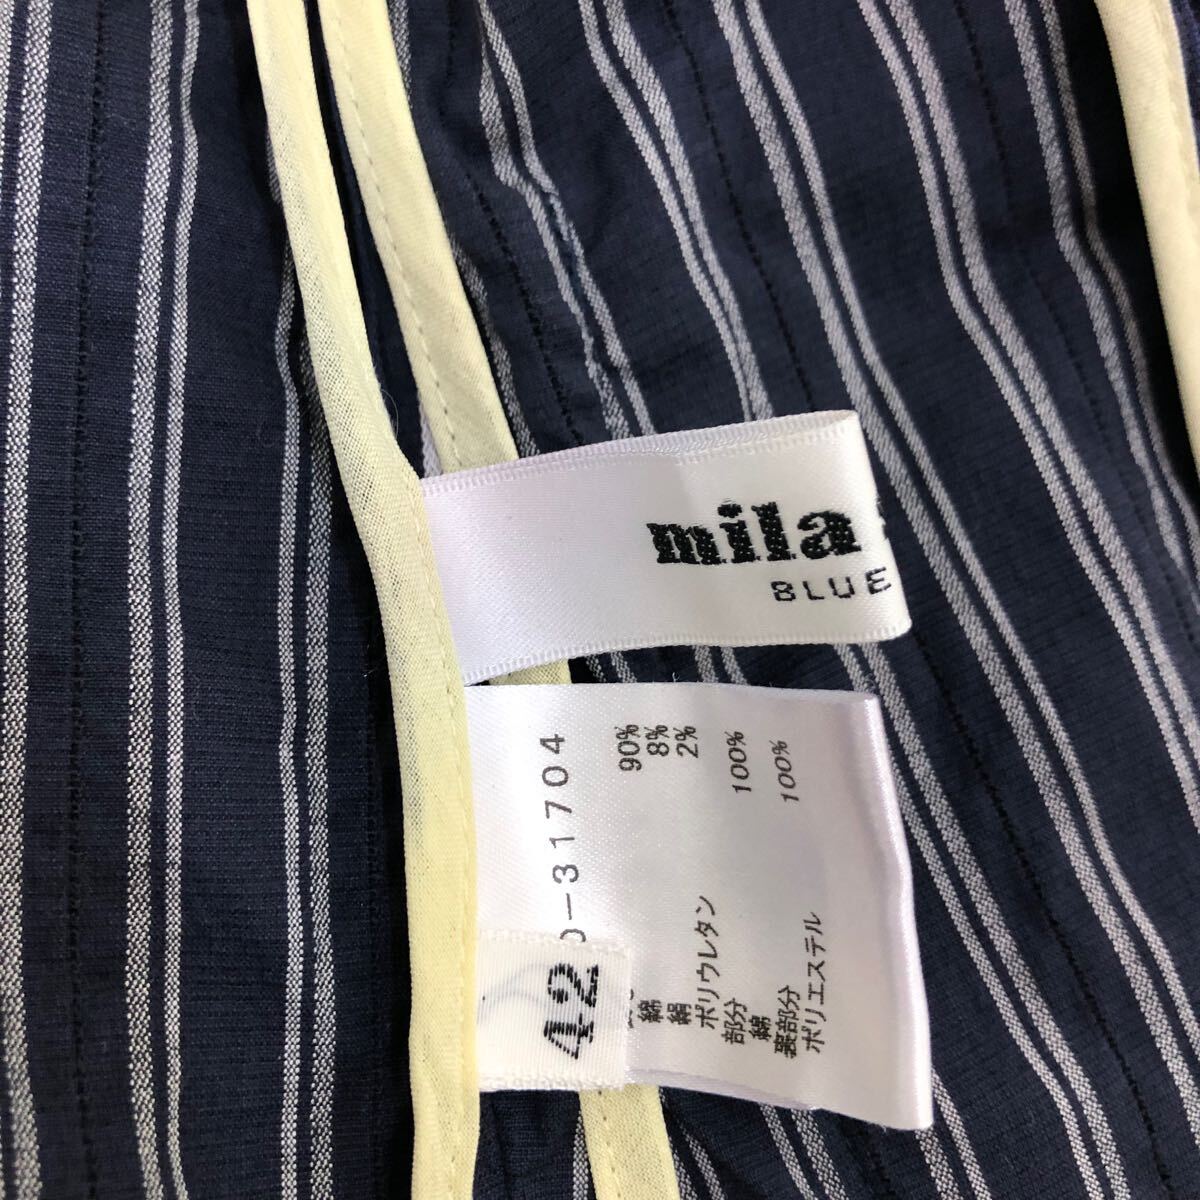 mila
BLUE
42
0-31704
綿 90%
絹 8%
ポリウレタン 2%
部分
綿 100%
裏部分
ポリエステル 100%